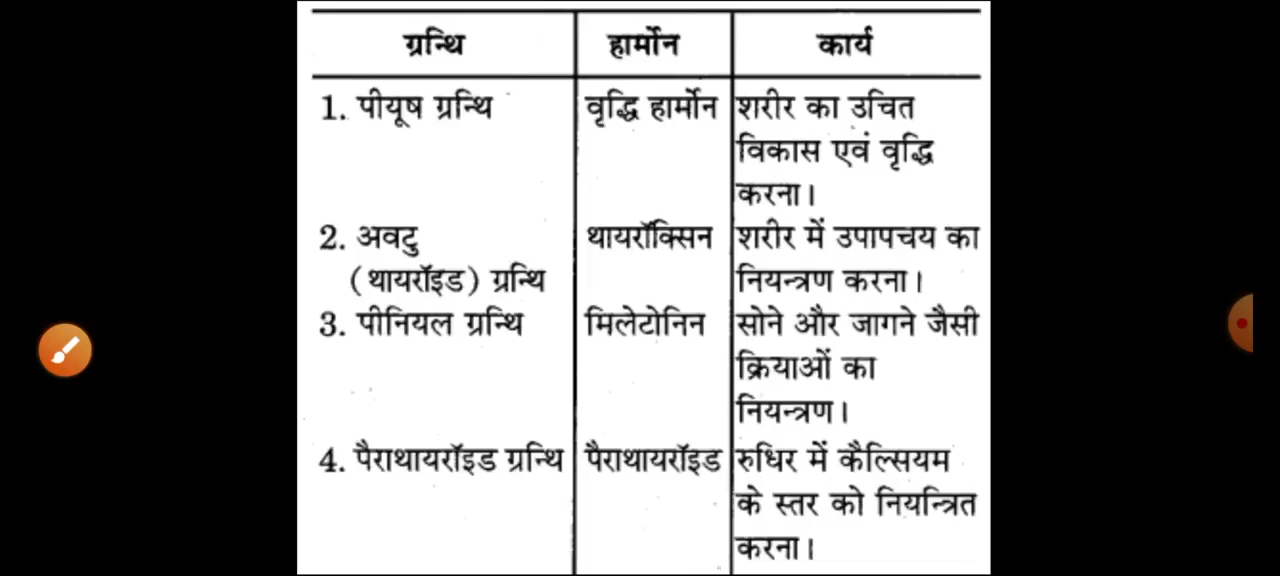 ग्रन्थि हार्मोन कार्य
1. पीयूष ग्रन्थि वृद्धि हार्मोन शरीर का उचित
विकास एवं वृद्धि
करना।
2. अवटु थायरॉक्सिन शरीर में उपापचय का
(थायरॉइड) ग्रन्थि नियन्त्रण करना।
3. पीनियल ग्रन्थि मिलेटोनिन सोने और जागने जैसी
क्रियाओं का
नियन्त्रण।
4. पैराथायरॉइड ग्रन्थि पैराथायरॉइड रुधिर में कैल्सियम
के स्तर को नियन्त्रित
करना।